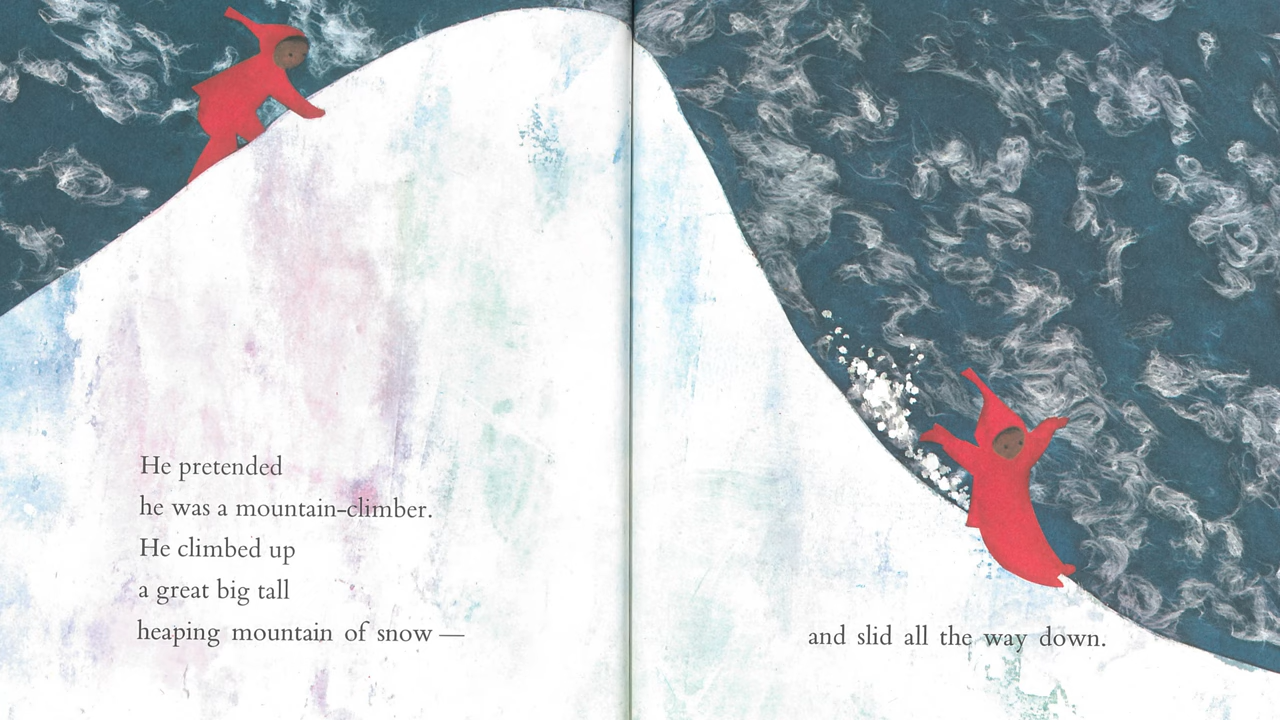 He pretended
he was a mountain-climber.
He climbed up
a great big tall
heaping mountain of snow —
and slid all the way down.